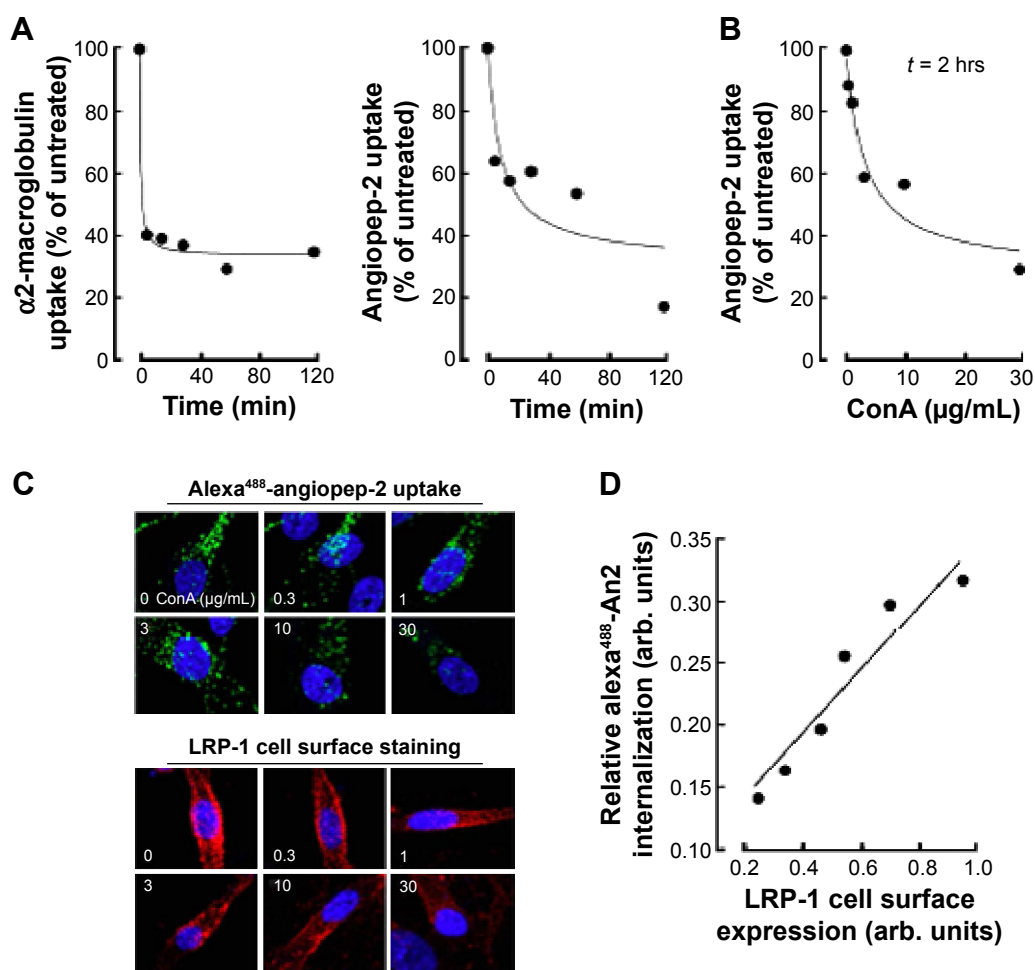 A
α2-macroglobulin
uptake (% of untreated)
100
80
60
40
20
0
0 40 80 120
Time (min)
Angiopep-2 uptake
(% of untreated)
100
80
60
40
20
0
0 40 80 120
Time (min)
B
Angiopep-2 uptake
(% of untreated)
100
80
60
40
20
0
t = 2 hrs
0 10 20 30
ConA (μg/mL)
C
Alexa⁴⁸⁸-angiopep-2 uptake
0 ConA (μg/mL)
0.3
1
3
10
30
LRP-1 cell surface staining
0
0.3
1
3
10
30
D
Relative alexa⁴⁸⁸-An2
internalization (arb. units)
0.35
0.30
0.25
0.20
0.15
0.10
0.2 0.4 0.6 0.8 1.0
LRP-1 cell surface
expression (arb. units)